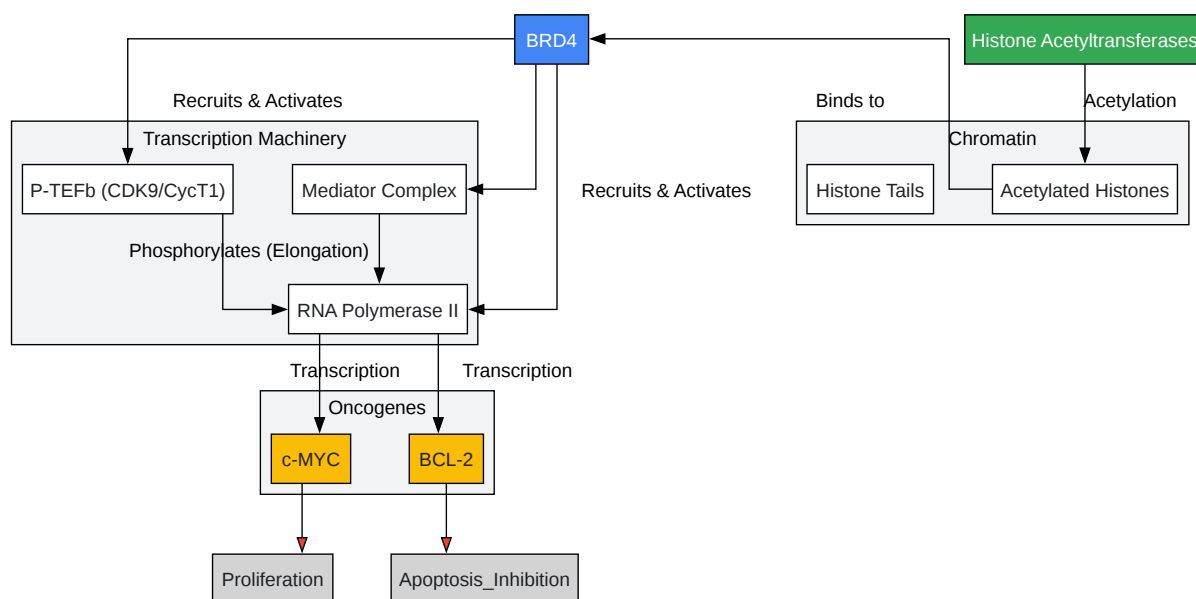 BRD4
Histone Acetyltransferases
Recruits & Activates
Binds to
Acetylation
Transcription Machinery
Chromatin
P-TEFb (CDK9/CycT1)
Mediator Complex
Recruits & Activates
Histone Tails
Acetylated Histones
Phosphorylates (Elongation)
RNA Polymerase II
Transcription
Transcription
Oncogenes
c-MYC
BCL-2
Proliferation
Apoptosis_Inhibition